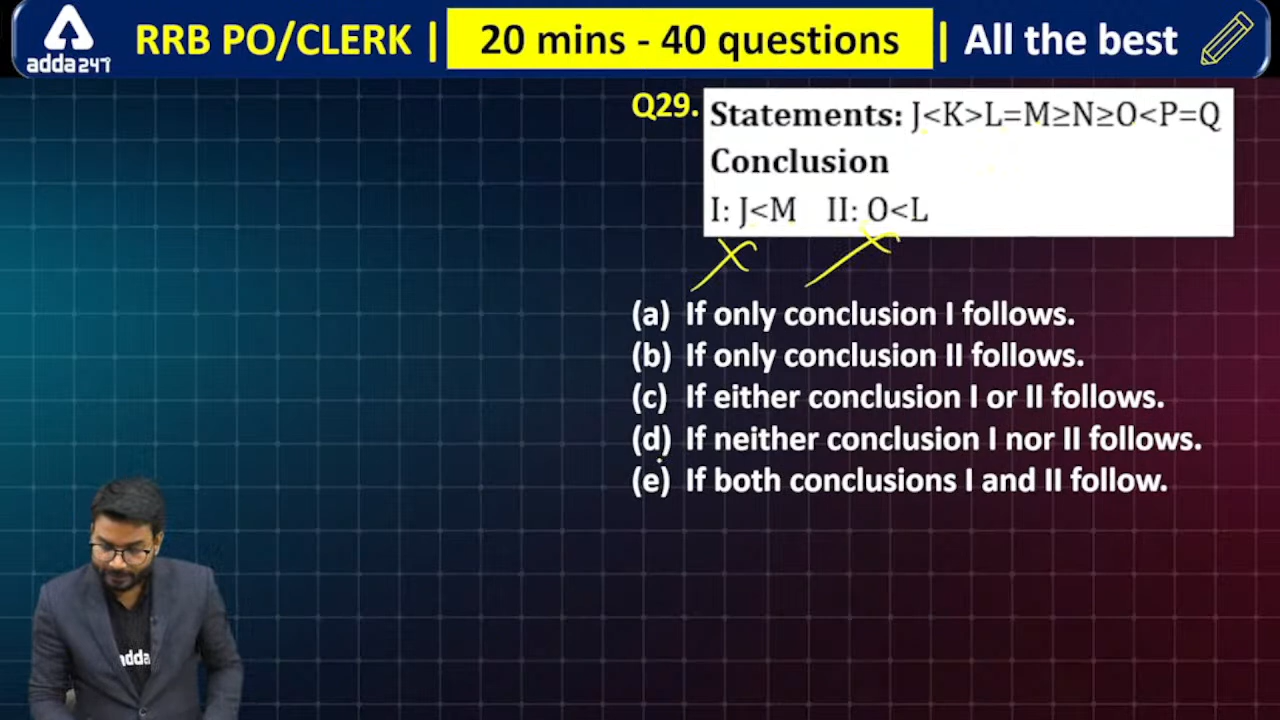 RRB PO/CLERK | 20 mins - 40 questions | All the best
adda247
Q29. Statements: J<K>L=M≥N≥O<P=Q
Conclusion
I: J<M II: O<L
(a) If only conclusion I follows.
(b) If only conclusion II follows.
(c) If either conclusion I or II follows.
(d) If neither conclusion I nor II follows.
(e) If both conclusions I and II follow.
adda